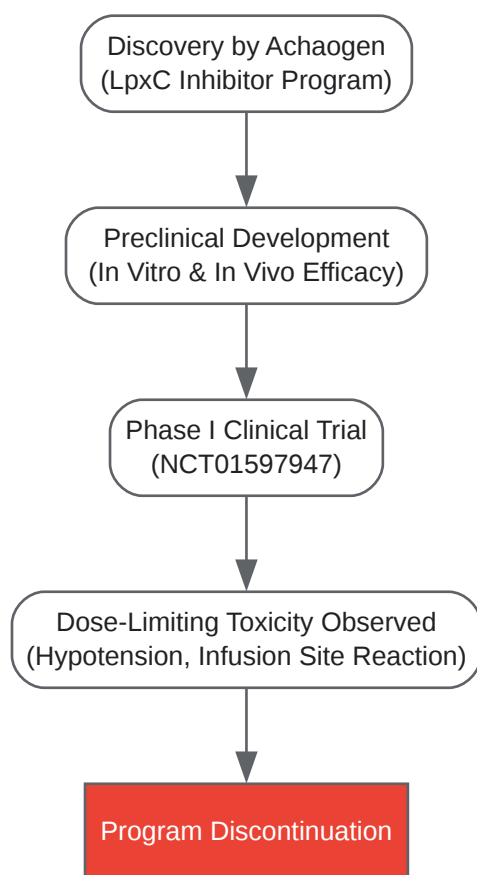 Discovery by Achaogen
(LpxC Inhibitor Program)
Preclinical Development
(In Vitro & In Vivo Efficacy)
Phase I Clinical Trial
(NCT01597947)
Dose-Limiting Toxicity Observed
(Hypotension, Infusion Site Reaction)
Program Discontinuation